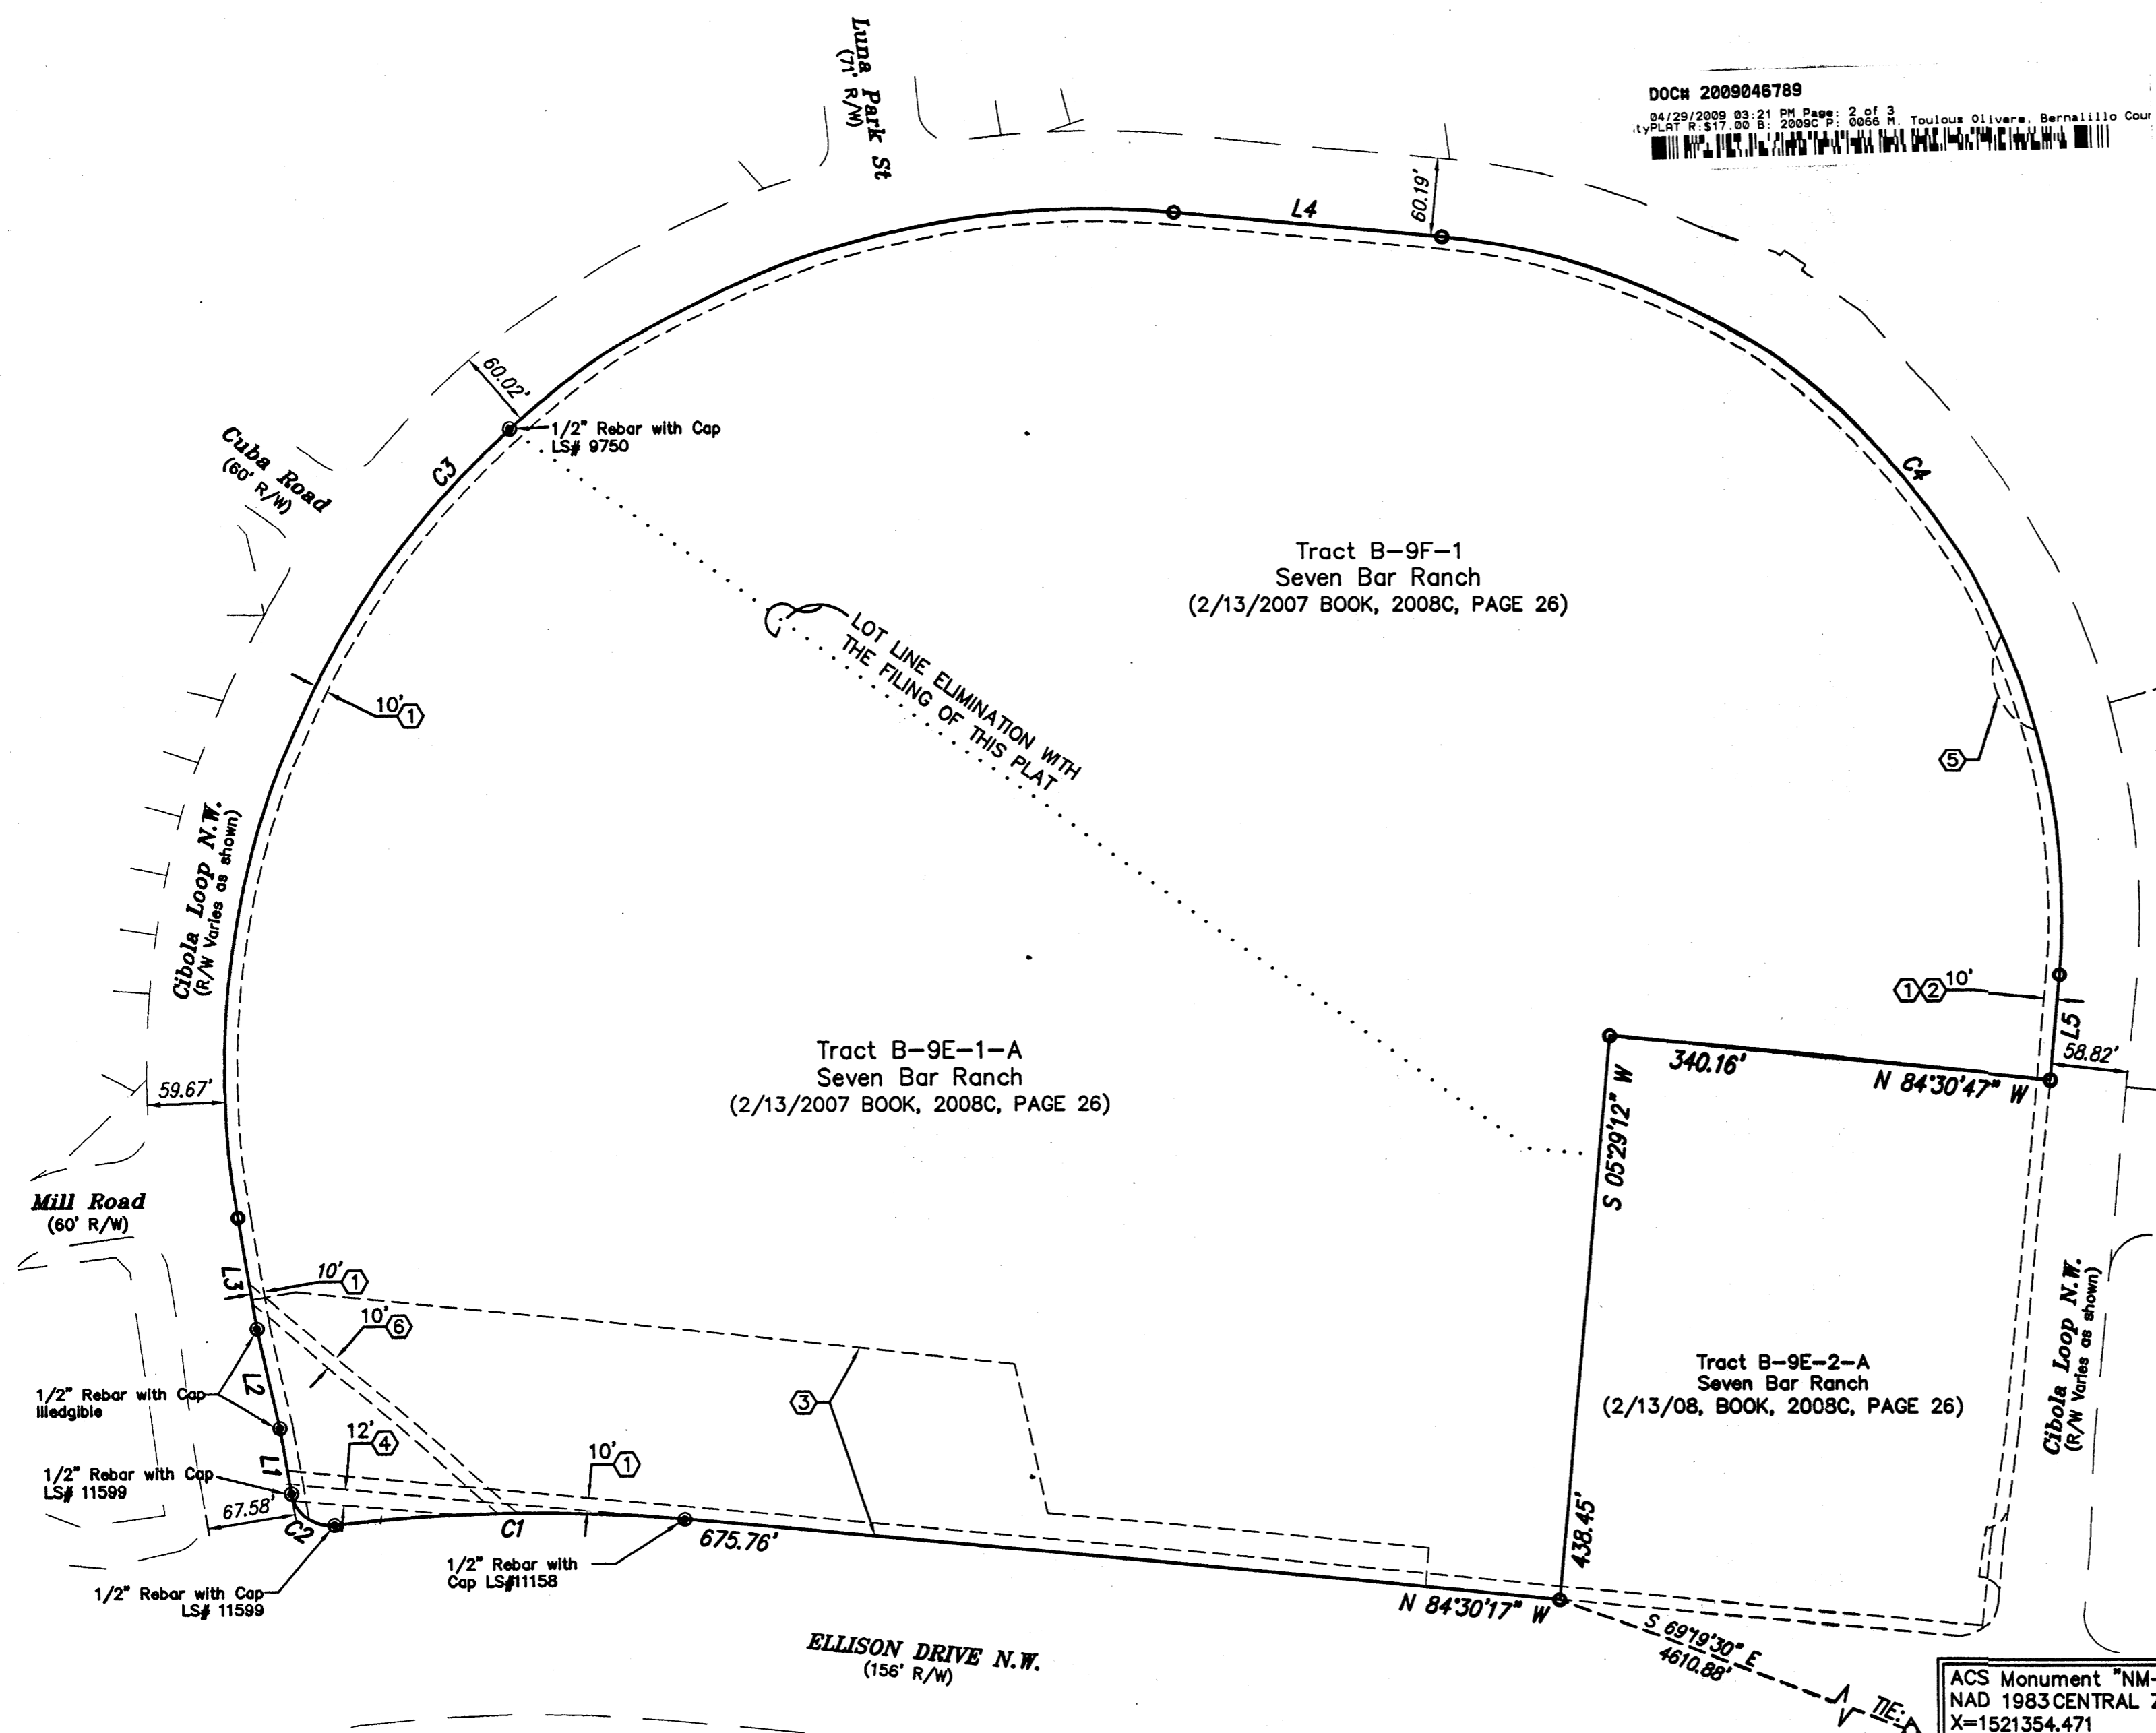 Luna Park St
(71' R/W)
DOC# 2009046789
04/29/2009 03:21 PM Page: 2 of 3
tyPLAT R:$17.00 B: 2009C P: 0066 M. Toulous Olivere, Bernalillo Cour
L4
60.19'
60.02'
1/2" Rebar with Cap
LS# 9750
Cuba Road
(60' R/W)
C3
C4
Tract B-9F-1
Seven Bar Ranch
(2/13/2007 BOOK, 2008C, PAGE 26)
LOT LINE ELIMINATION WITH
THE FILING OF THIS PLAT
10' 1
5
Cibola Loop N.W.
(R/W Varies as shown)
1 2 10'
L5
58.82'
340.16'
N 84°30'47" W
S 05°29'12" W
438.45'
Tract B-9E-1-A
Seven Bar Ranch
(2/13/2007 BOOK, 2008C, PAGE 26)
59.67'
Mill Road
(60' R/W)
L3
10' 1
10' 6
3
L2
1/2" Rebar with Cap
Illedgible
12' 4
10' 1
L1
1/2" Rebar with Cap
LS# 11599
67.58'
C2
C1
675.76'
1/2" Rebar with
Cap LS#11158
1/2" Rebar with Cap
LS# 11599
N 84°30'17" W
Tract B-9E-2-A
Seven Bar Ranch
(2/13/08, BOOK, 2008C, PAGE 26)
Cibola Loop N.W.
(R/W Varies as shown)
ELLISON DRIVE N.W.
(156' R/W)
S 69°19'30" E
4610.88'
TIE:
ACS Monument "NM-
NAD 1983 CENTRAL
X=1521354.471